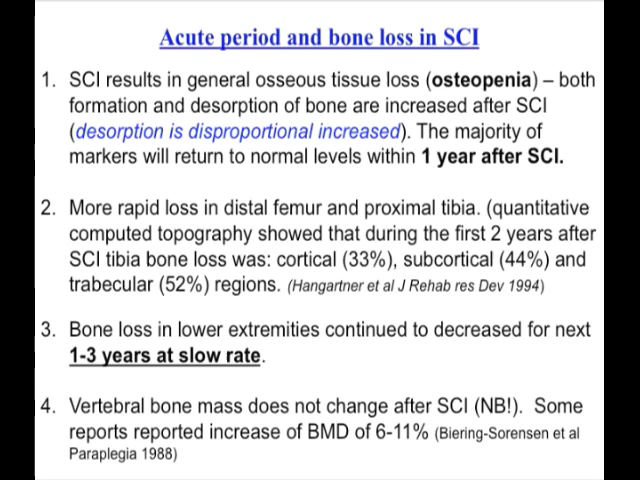 Acute period and bone loss in SCI
1. SCI results in general osseous tissue loss (osteopenia) – both
formation and desorption of bone are increased after SCI
(desorption is disproportional increased). The majority of
markers will return to normal levels within 1 year after SCI.
2. More rapid loss in distal femur and proximal tibia. (quantitative
computed topography showed that during the first 2 years after
SCI tibia bone loss was: cortical (33%), subcortical (44%) and
trabecular (52%) regions. (Hangartner et al J Rehab res Dev 1994)
3. Bone loss in lower extremities continued to decreased for next
1-3 years at slow rate.
4. Vertebral bone mass does not change after SCI (NB!). Some
reports reported increase of BMD of 6-11% (Biering-Sorensen et al
Paraplegia 1988)